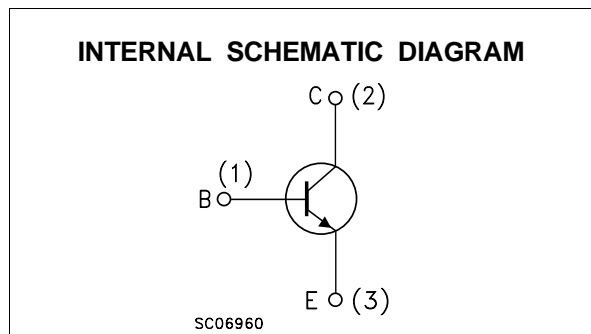 INTERNAL SCHEMATIC DIAGRAM
C (2)
(1)
B
E (3)
SC06960